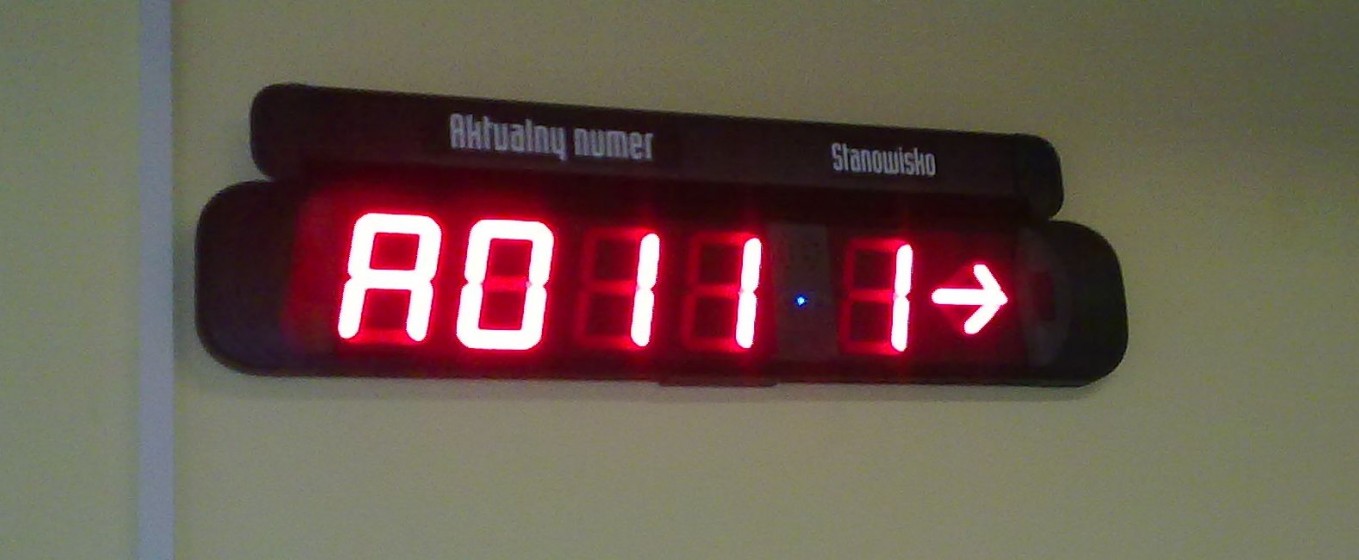 Aktualny numer Stanowisko
A011 1→